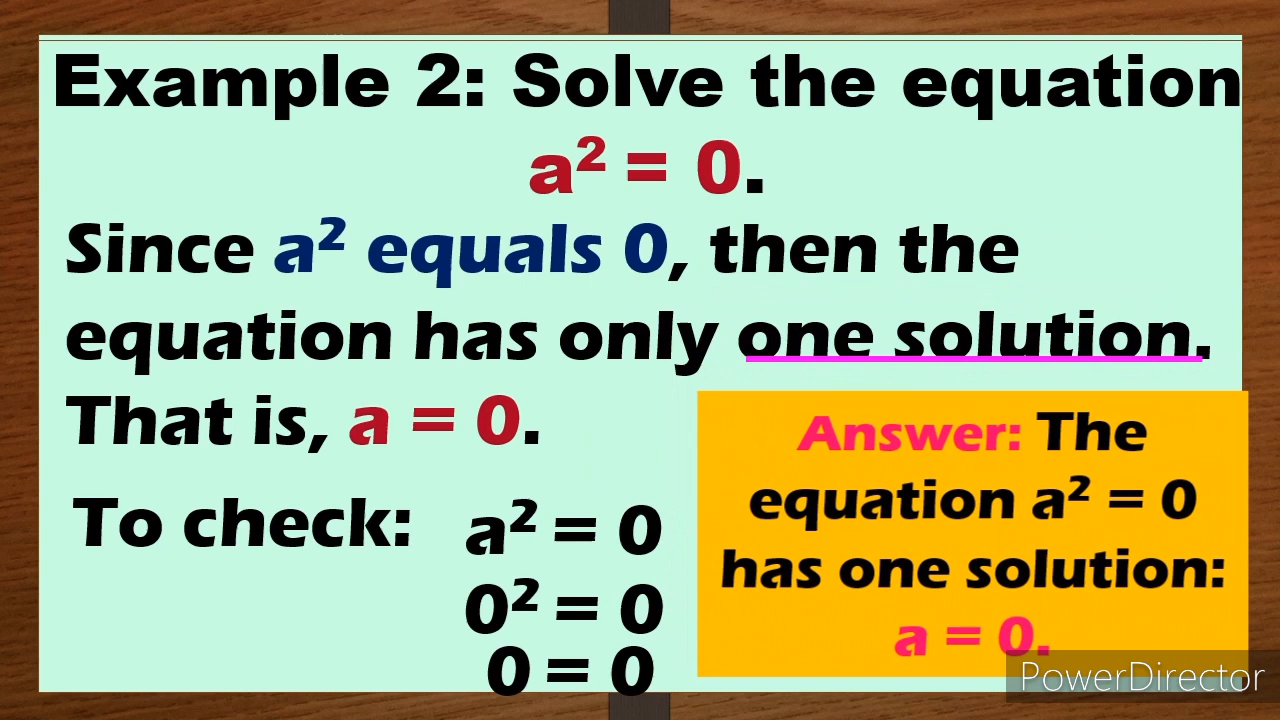 Example 2: Solve the equation
a² = 0.
Since a² equals 0, then the
equation has only one solution.
That is, a = 0.
To check:
a² = 0
0² = 0
0 = 0
Answer: The
equation a² = 0
has one solution:
a = 0.
PowerDirector